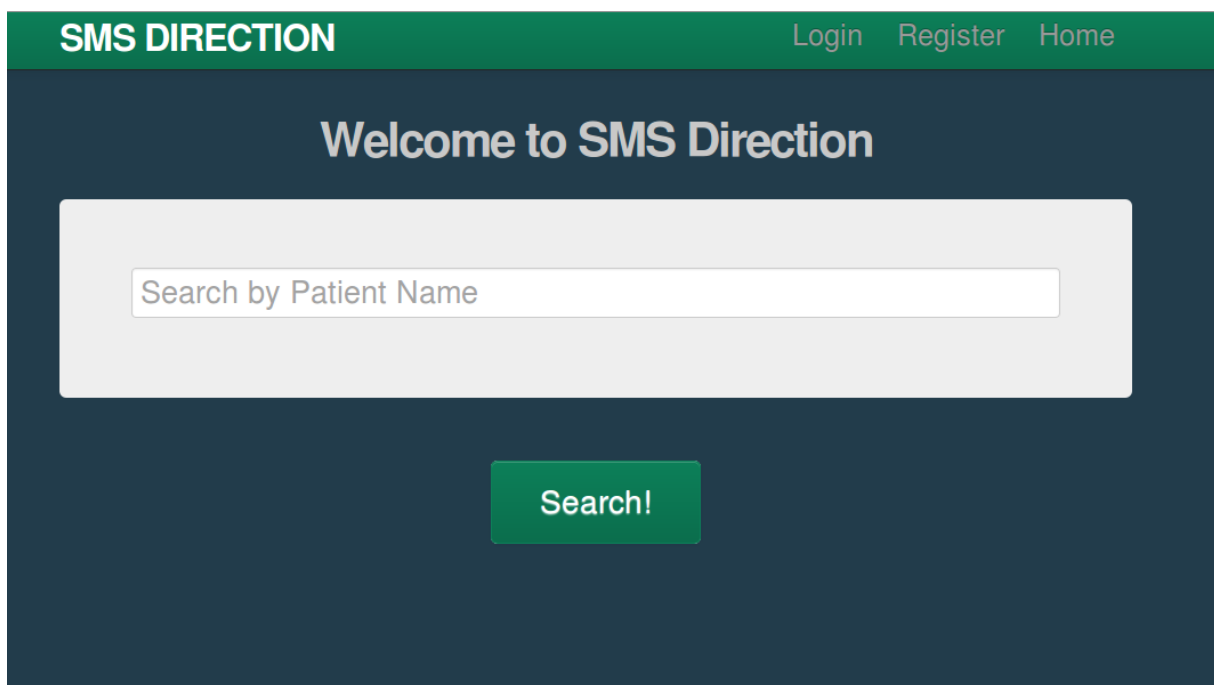 SMS DIRECTION Login Register Home
Welcome to SMS Direction
Search by Patient Name
Search!